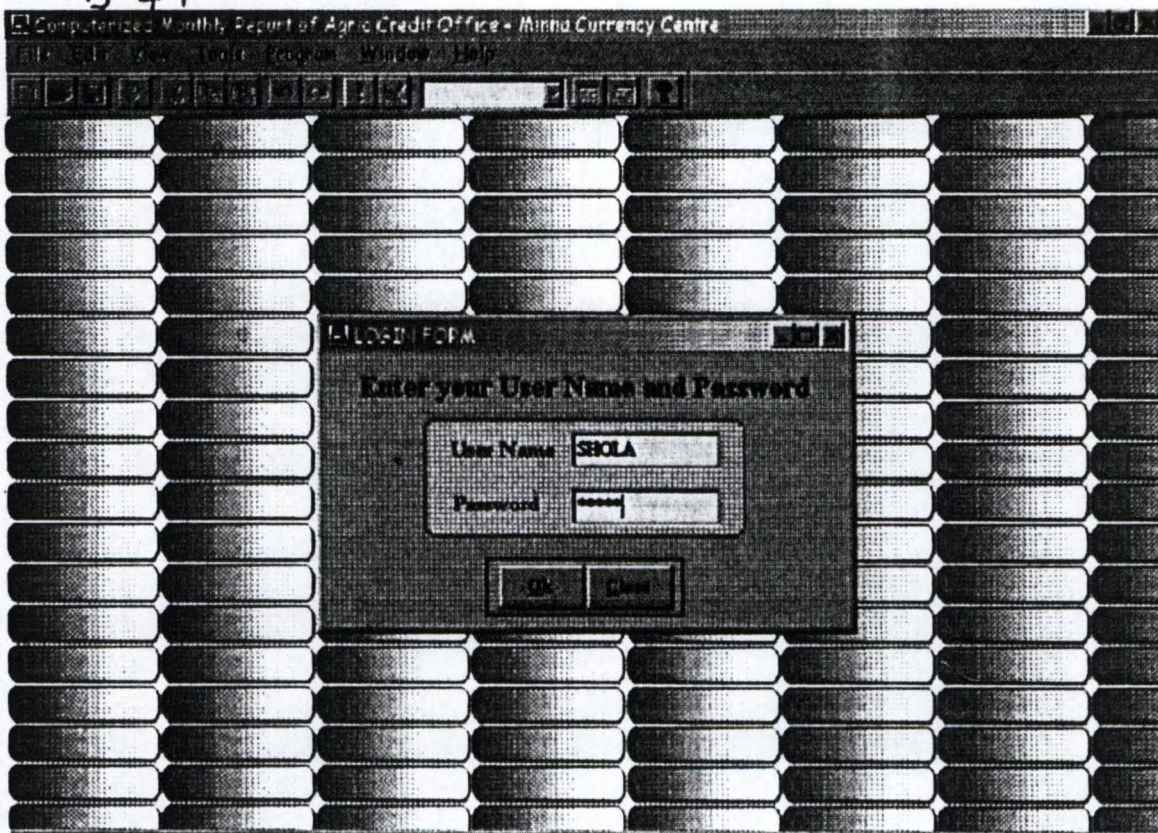 Computerized Monthly Report of Agric Credit Office - Minna Currency Centre
File Edit View Tools Program Window Help
LOGIN FORM
Enter your User Name and Password
User Name SHOLA
Password *****
Ok Close